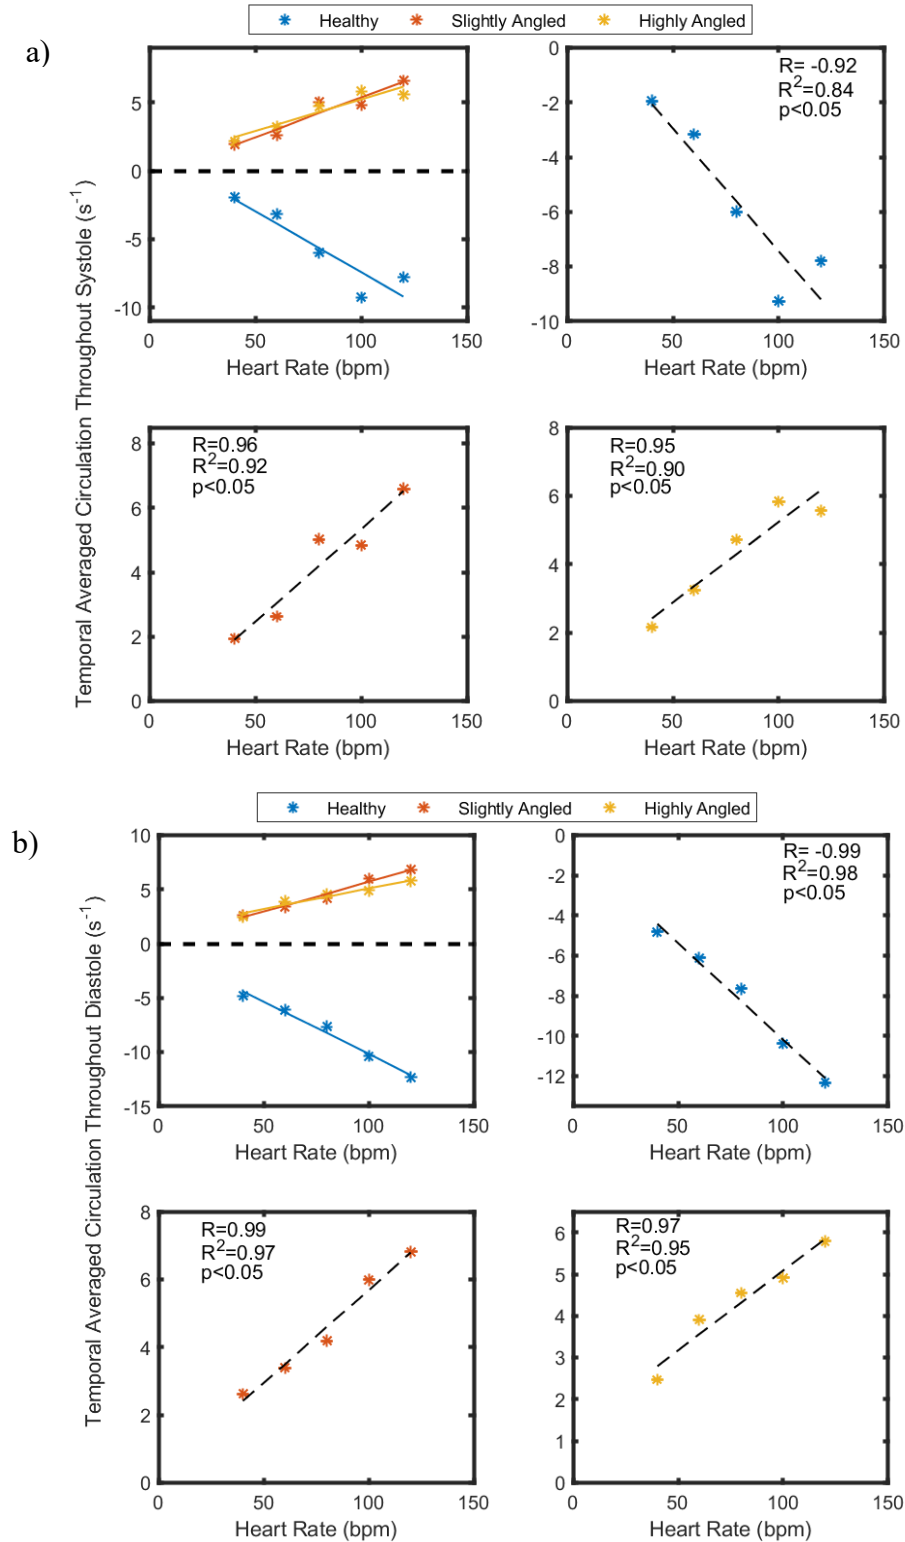 Healthy Slightly Angled Highly Angled
a)
Temporal Averaged Circulation Throughout Systole (s-1)
5
0
-5
-10
0 50 100 150
Heart Rate (bpm)
0
-2
-4
-6
-8
-10
R= -0.92
R2=0.84
p<0.05
0 50 100 150
Heart Rate (bpm)
8
6
4
2
0
R=0.96
R2=0.92
p<0.05
0 50 100 150
Heart Rate (bpm)
8
6
4
2
0
R=0.95
R2=0.90
p<0.05
0 50 100 150
Heart Rate (bpm)
Healthy Slightly Angled Highly Angled
b)
Temporal Averaged Circulation Throughout Diastole (s-1)
10
5
0
-5
-10
-15
0 50 100 150
Heart Rate (bpm)
0
-2
-4
-6
-8
-10
-12
R= -0.99
R2=0.98
p<0.05
0 50 100 150
Heart Rate (bpm)
8
6
4
2
0
R=0.99
R2=0.97
p<0.05
0 50 100 150
Heart Rate (bpm)
6
5
4
3
2
1
0
R=0.97
R2=0.95
p<0.05
0 50 100 150
Heart Rate (bpm)